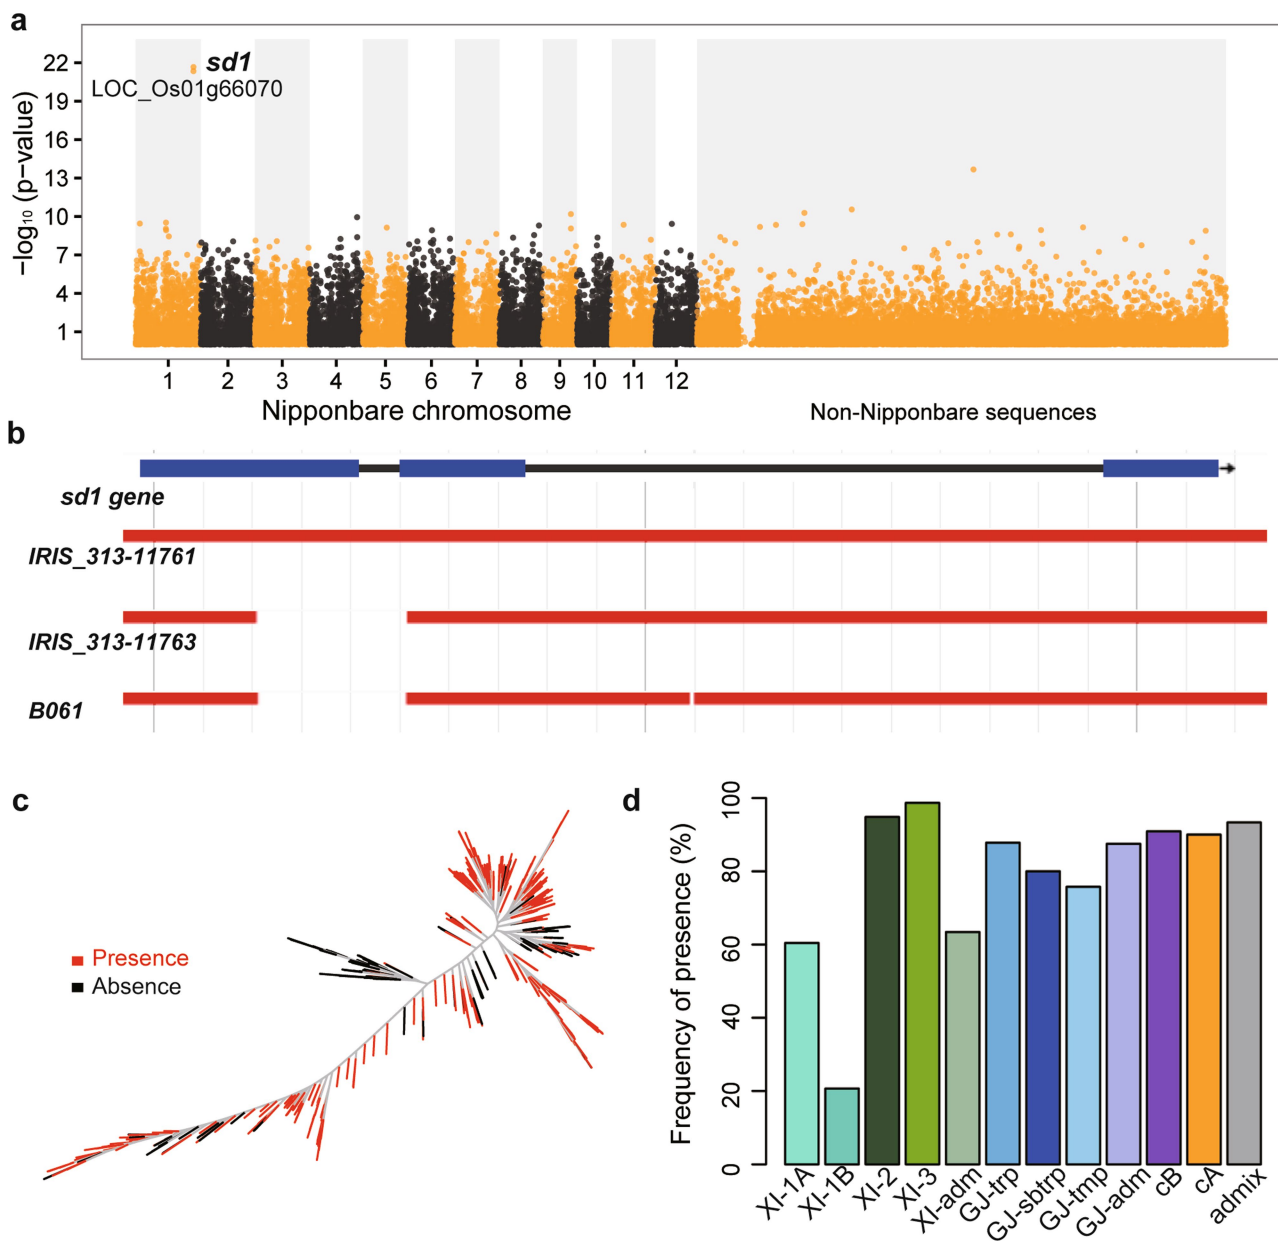 a
sd1
LOC_Os01g66070
−log10 (p−value)
22
19
16
13
10
7
4
1
1 2 3 4 5 6 7 8 9 10 11 12
Nipponbare chromosome
Non-Nipponbare sequences
b
sd1 gene
IRIS_313-11761
IRIS_313-11763
B061
c
Presence
Absence
d
Frequency of presence (%)
100
80
60
40
20
0
XI-1A
XI-1B
XI-2
XI-3
XI-adm
GJ-trp
GJ-sbtrp
GJ-tmp
GJ-adm
cB
cA
admix